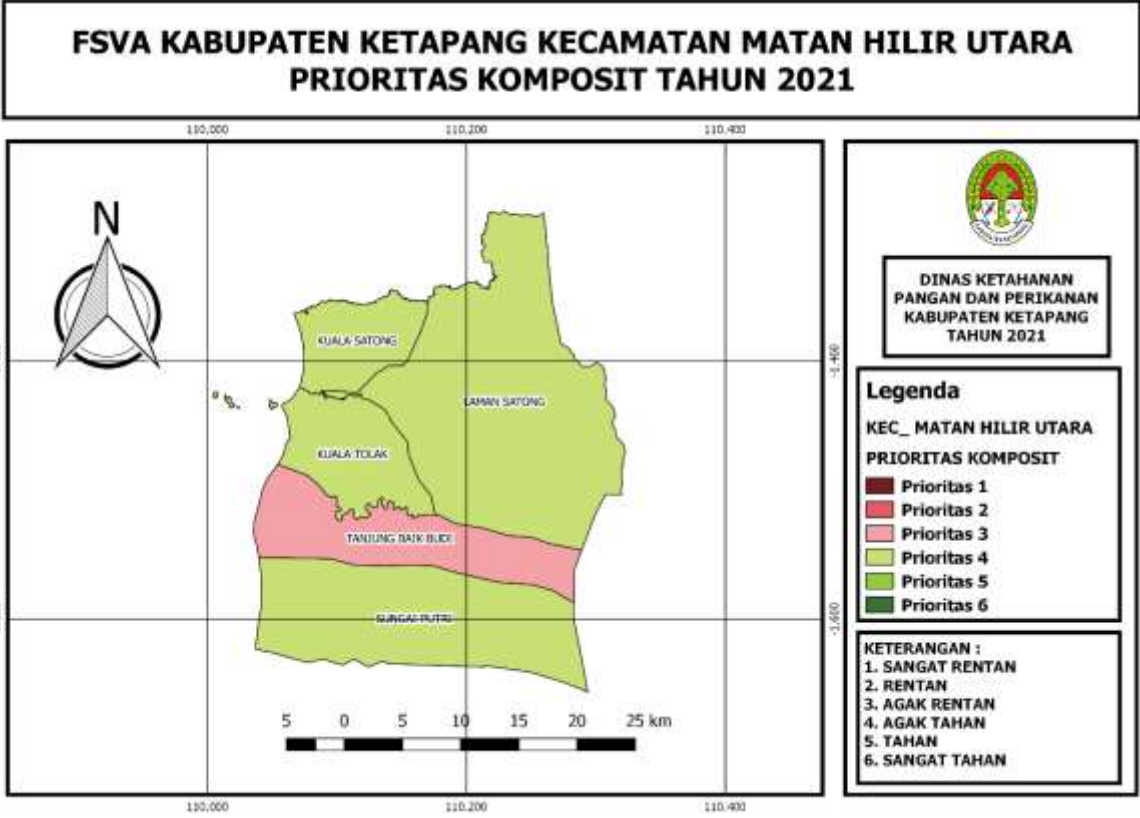 FSVA KABUPATEN KETAPANG KECAMATAN MATAN HILIR UTARA
PRIORITAS KOMPOSIT TAHUN 2021
110.000
110.200
110.400
N
KUALA SATONG
LAMAN SATONG
KUALA TOLAK
TANJUNG BAIK BUDI
SUNGAI PUTRI
-1.400
-1.600
5 0 5 10 15 20 25 km
110.000
110.200
110.400
DINAS KETAHANAN
PANGAN DAN PERIKANAN
KABUPATEN KETAPANG
TAHUN 2021
Legenda
KEC_ MATAN HILIR UTARA
PRIORITAS KOMPOSIT
Prioritas 1
Prioritas 2
Prioritas 3
Prioritas 4
Prioritas 5
Prioritas 6
KETERANGAN :
1. SANGAT RENTAN
2. RENTAN
3. AGAK RENTAN
4. AGAK TAHAN
5. TAHAN
6. SANGAT TAHAN